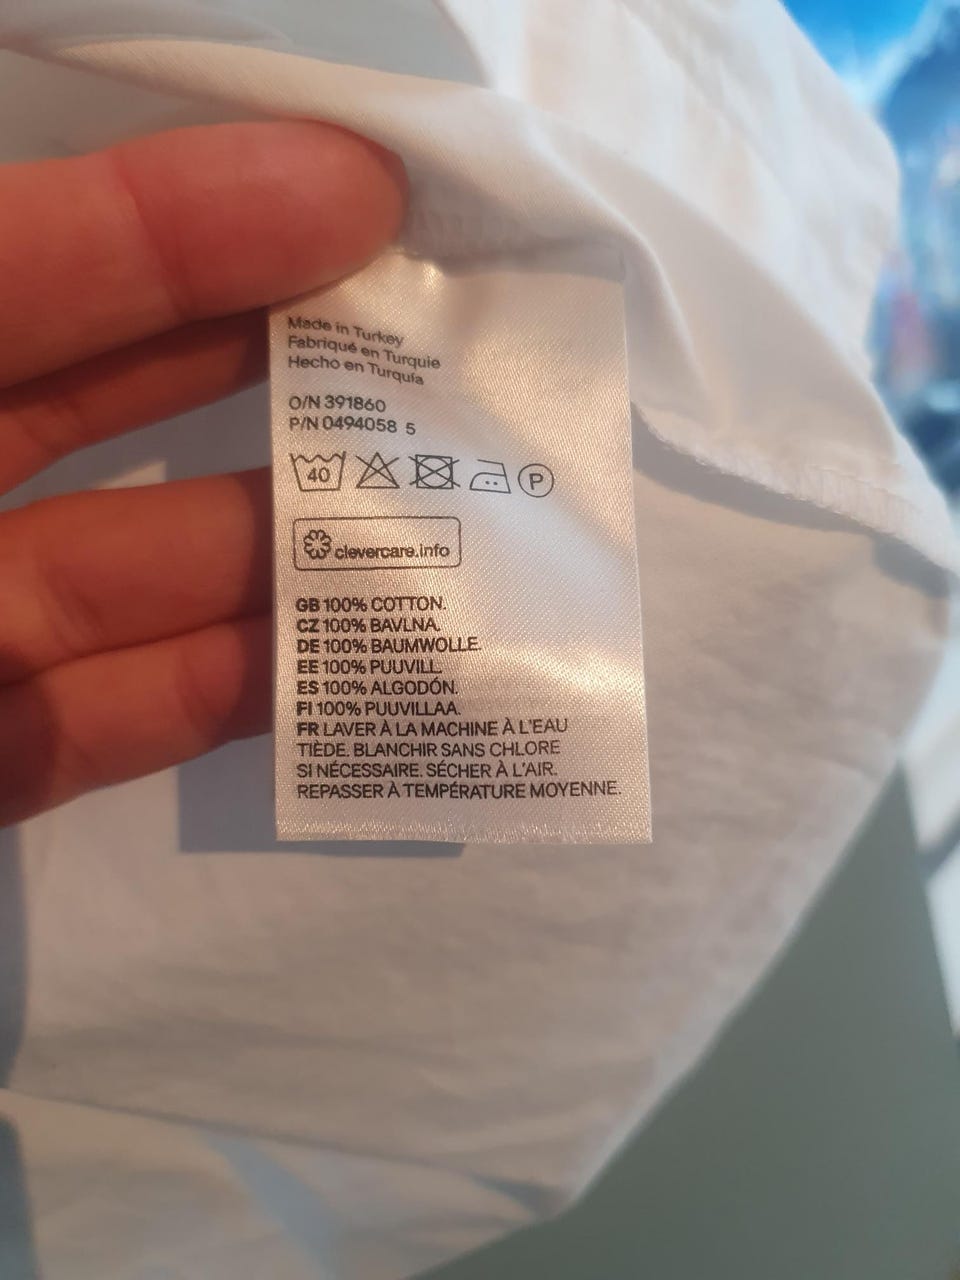 Made in Turkey
Fabriqué en Turquie
Hecho en Turquía
O/N 391860
P/N 0494058 5
40 P
clevercare.info
GB 100% COTTON.
CZ 100% BAVLNA.
DE 100% BAUMWOLLE.
EE 100% PUUVILL.
ES 100% ALGODÓN.
FI 100% PUUVILLAA.
FR LAVER À LA MACHINE À L'EAU
TIÈDE. BLANCHIR SANS CHLORE
SI NÉCESSAIRE. SÉCHER À L'AIR.
REPASSER À TEMPÉRATURE MOYENNE.